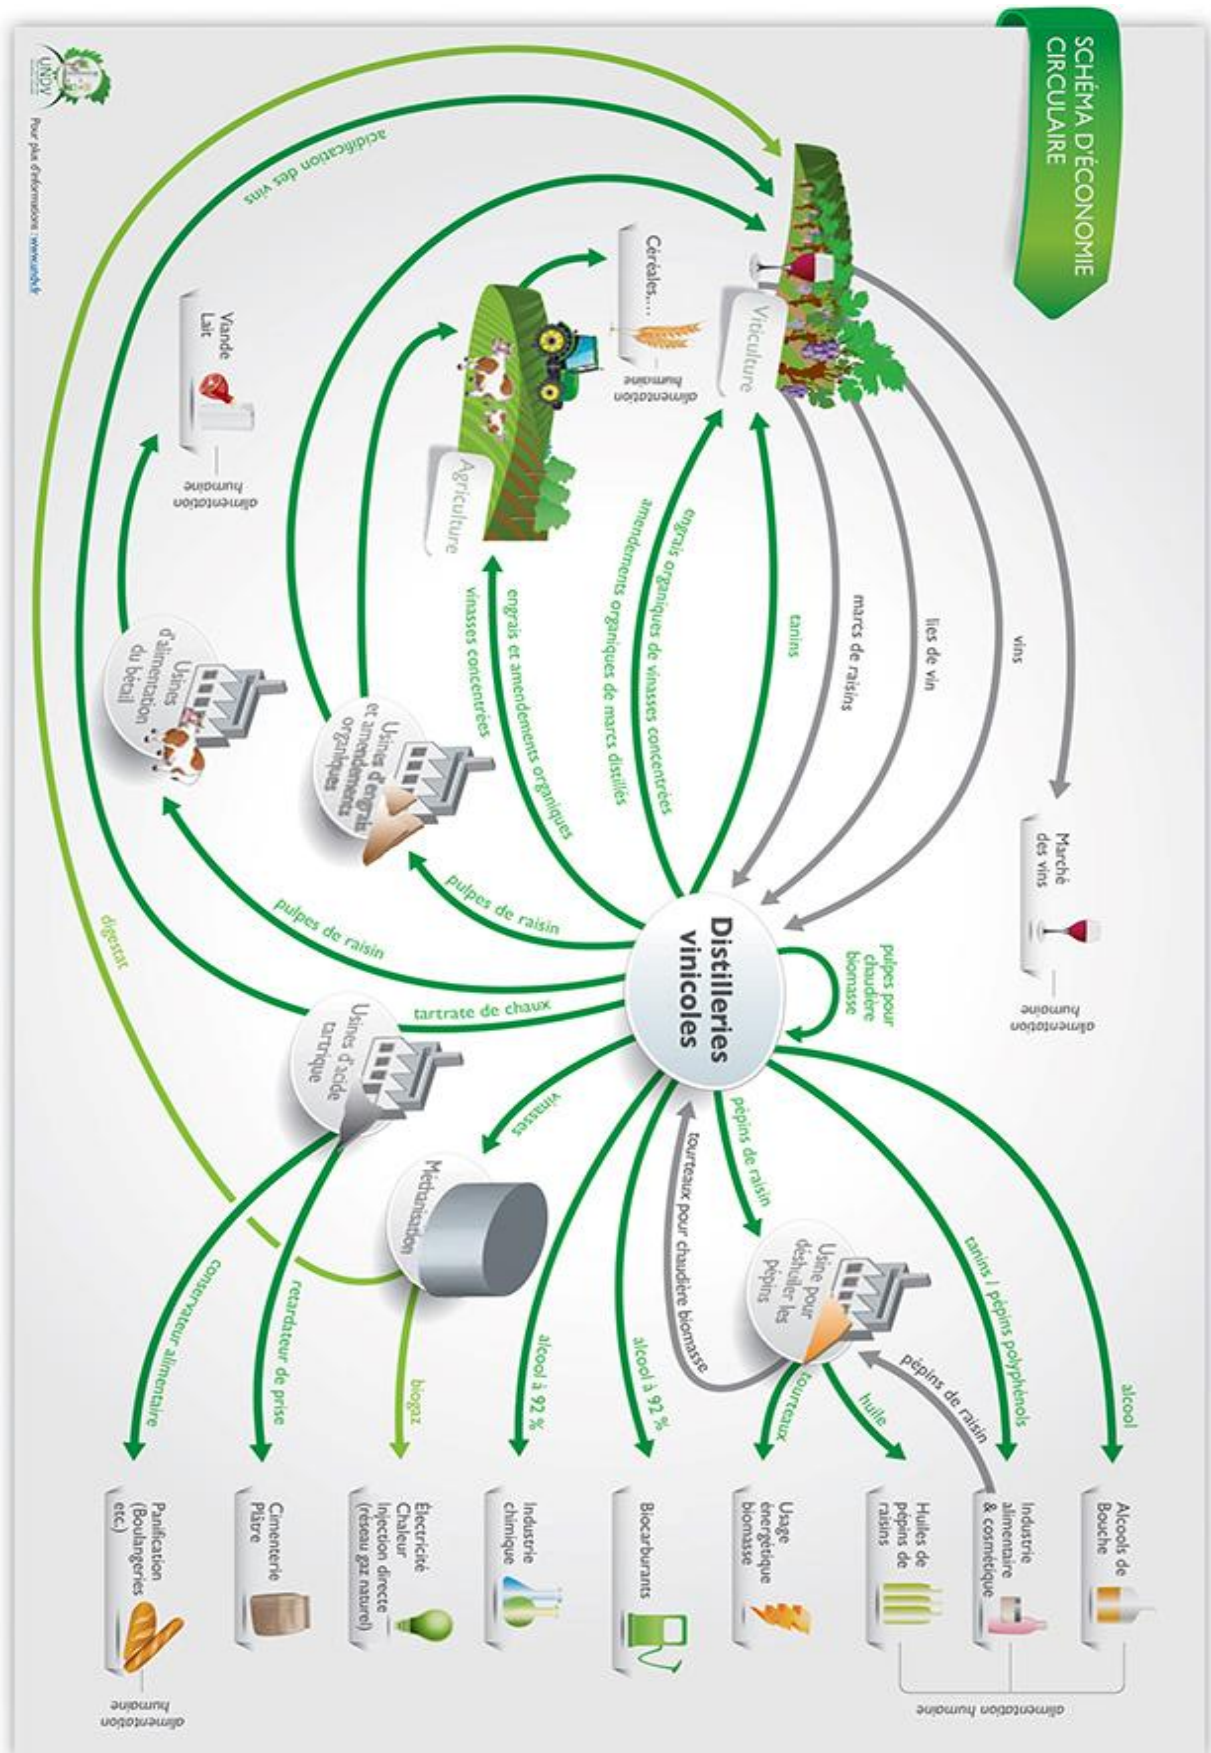 SCHÉMA D'ÉCONOMIE
CIRCULAIRE
vins
lies de vin
marcs de raisins
tanins
engrais organiques de vinasses concentrées
amendements organiques de marcs distillés
engrais et amendements organiques
vinasses concentrées
Viticulture
Marché
des vins
alimentation
humaine
Céréales,...
alimentation
humaine
Agriculture
acidification des vins
Viande
Lait
alimentation
humaine
Usines d'engrais
et amendements
organiques
Usines
d'alimentation
du bétail
Distilleries
vinicoles
pulpes pour
chaudière
biomasse
pulpes de raisin
pulpes de raisin
tartrate de chaux
digestat
Usines d'acide
tartrique
vinasses
Méthanisation
pépins de raisin
tourteaux pour chaudière biomasse
Usine pour
déshuiler les
pépins
alcool
tanins / pépins polyphénols
pépins de raisin
huile
tourteaux
alcool à 92 %
alcool à 92 %
biogaz
retardateur de prise
conservateur alimentaire
Alcools de
Bouche
Industrie
alimentaire
& cosmétique
Huiles de
pépins de
raisins
alimentation humaine
Usage
énergétique
biomasse
Biocarburants
Industrie
chimique
Électricité
Chaleur
Injection directe
(réseau gaz naturel)
Cimenterie
Plâtre
Panification
(Boulangeries
etc.)
alimentation
humaine
UNDV
Pour plus d'informations : www.undv.fr